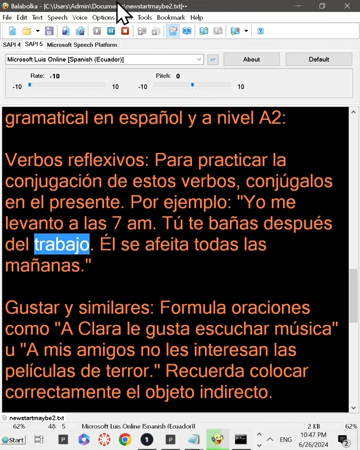 Balabolka - [C:\Users\Admin\Documen
newstartmaybe2.txt]
File Edit Speech Voice Options Tools Bookmark Help
SAPI 4 SAPI 5 Microsoft Speech Platform
Microsoft Luis Online [Spanish (Ecuador)] About Default
Rate: -10 Pitch: 0
-10 10 -10 10
gramatical en español y a nivel A2:
Verbos reflexivos: Para practicar la
conjugación de estos verbos, conjúgalos
en el presente. Por ejemplo: "Yo me
levanto a las 7 am. Tú te bañas después
del trabajo. Él se afeita todas las
mañanas."
Gustar y similares: Formula oraciones
como "A Clara le gusta escuchar música"
u "A mis amigos no les interesan las
películas de terror." Recuerda colocar
correctamente el objeto indirecto.
newstartmaybe2.txt
62% 48: 5 Microsoft Luis Online [Spanish (Ecuador)] 2 KB 62%
Start ENG 10:47 PM
6/26/2024 2